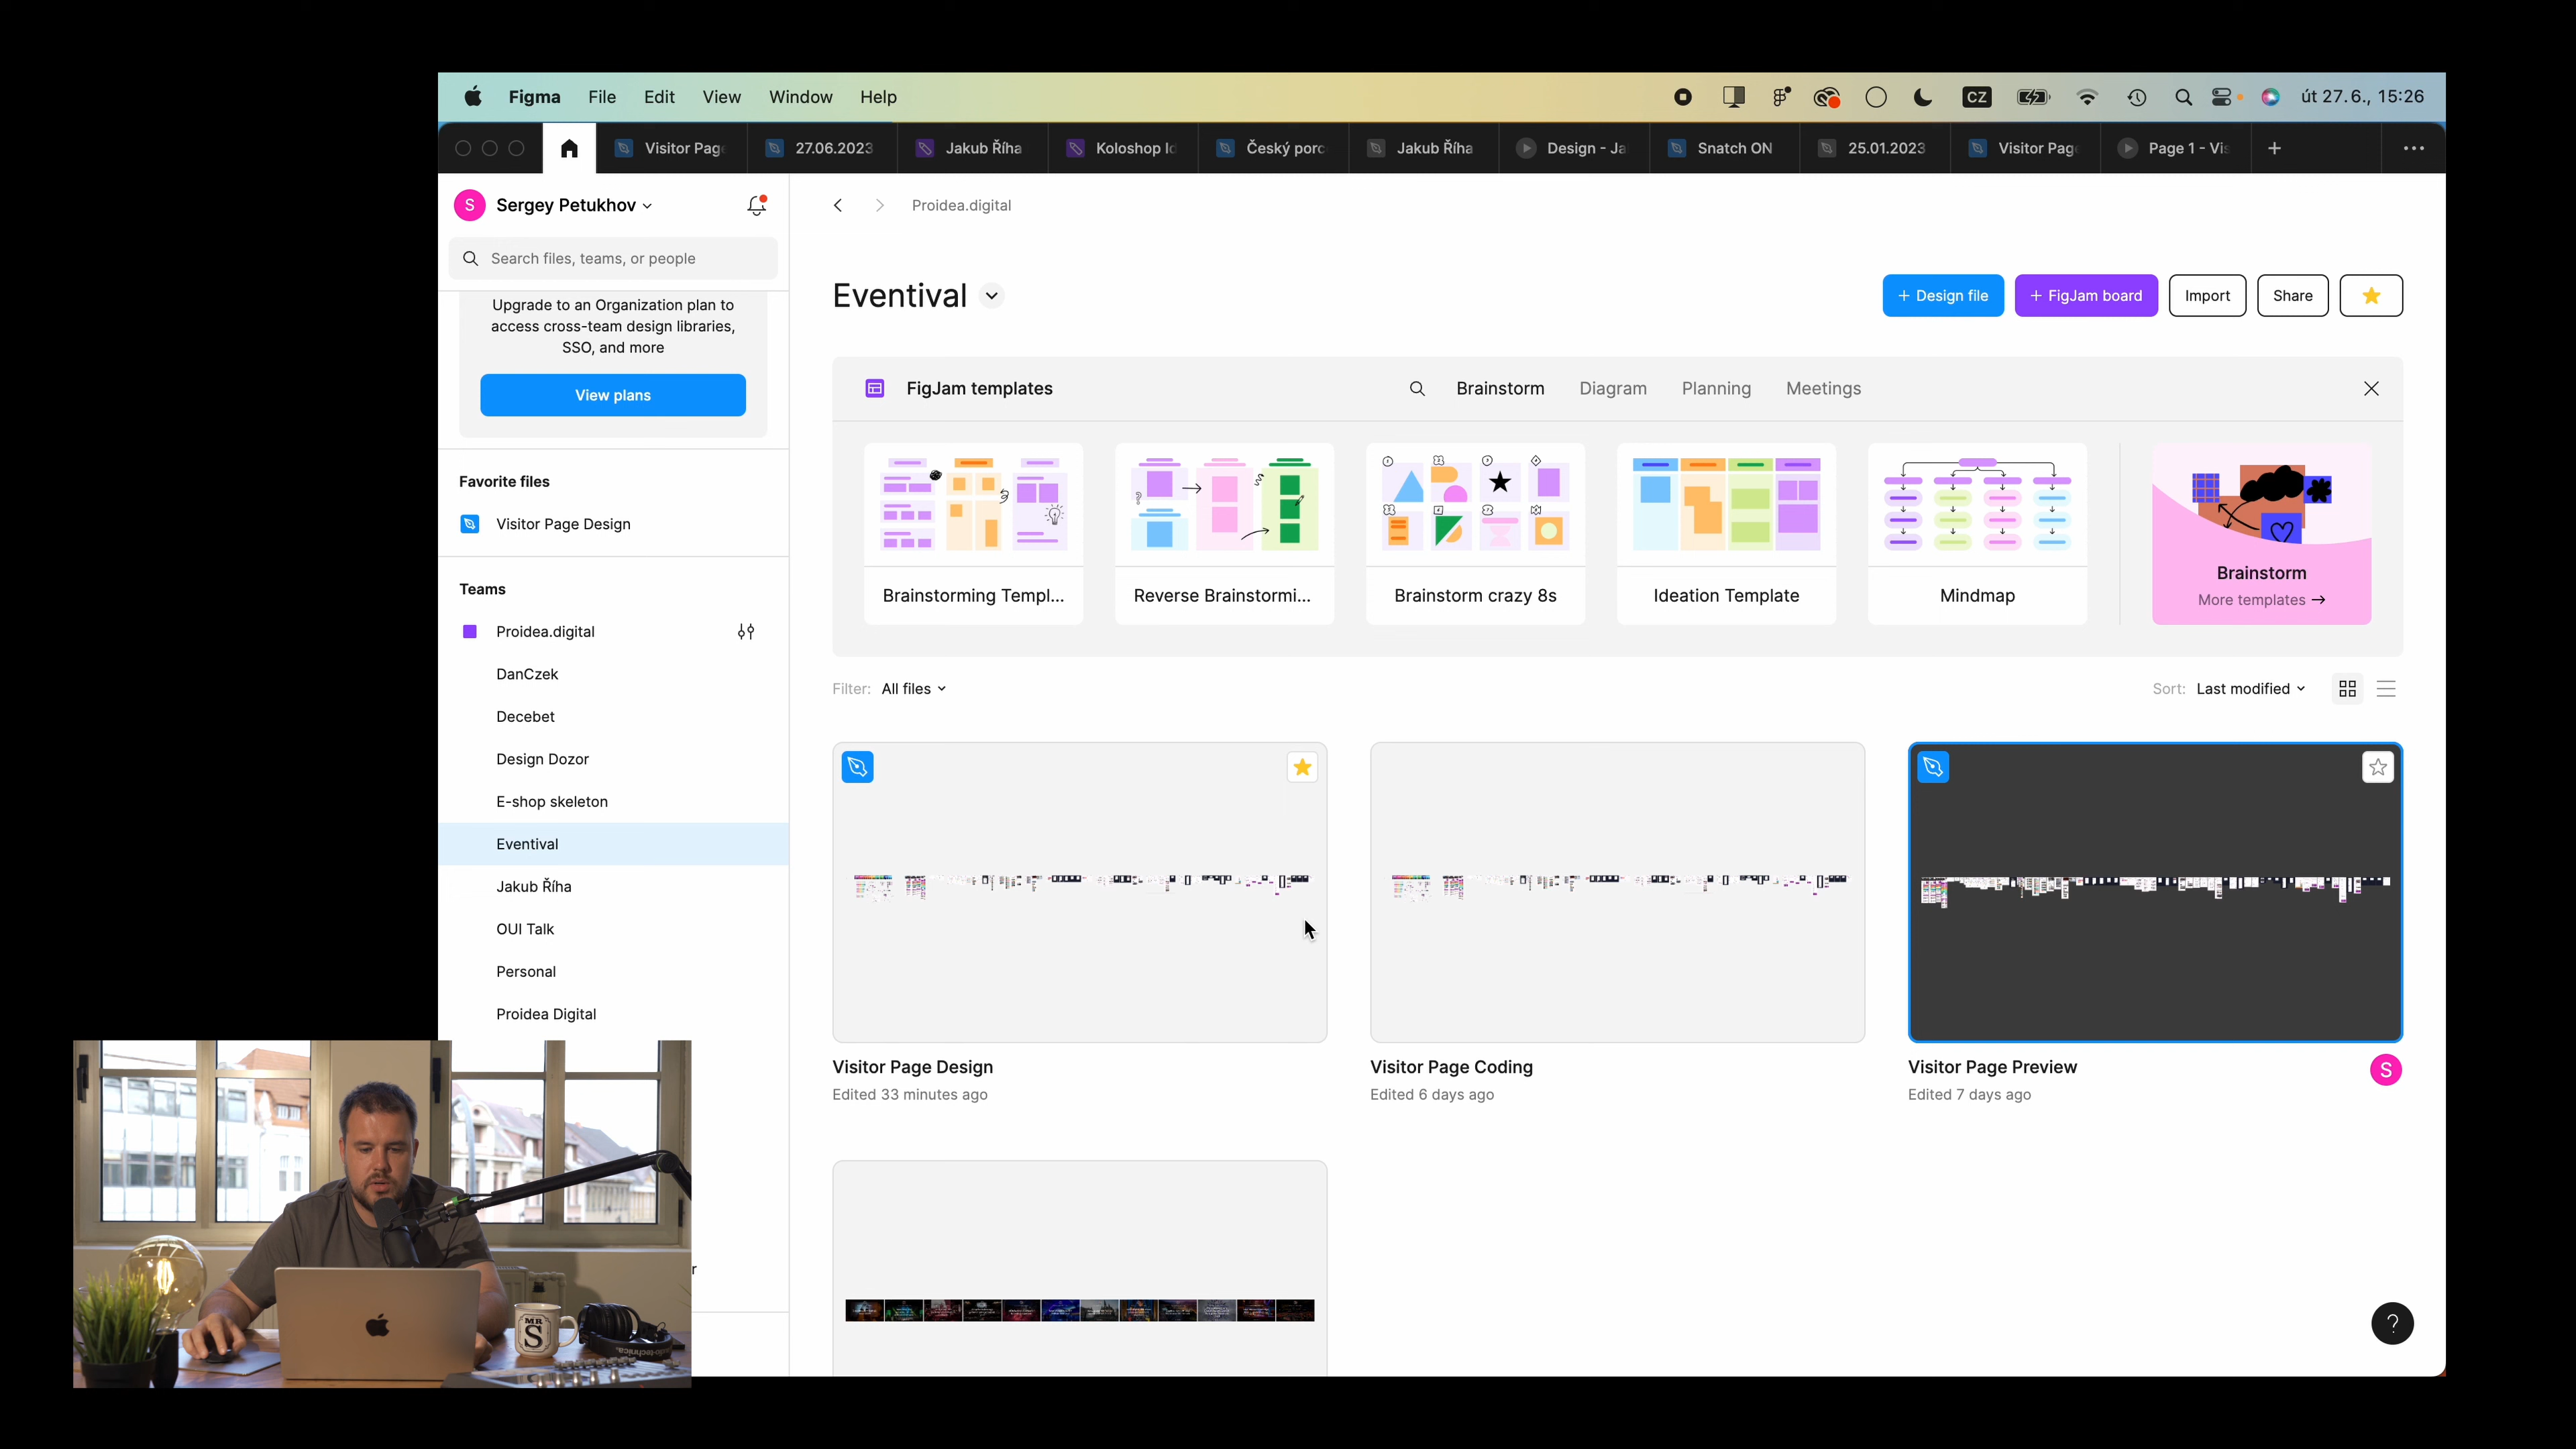 Figma File Edit View Window Help
CZ
út 27. 6., 15:26
Visitor Page
27.06.2023
Jakub Říha
Koloshop
Český porc
Jakub Říha
Design - Ja
Snatch ON
25.01.2023
Visitor Page
Page 1 - Vis
S
Sergey Petukhov
Search files, teams, or people
Upgrade to an Organization plan to
access cross-team design libraries,
SSO, and more
View plans
Favorite files
Visitor Page Design
Teams
Proidea.digital
DanCzek
Decebet
Design Dozor
E-shop skeleton
Eventival
Jakub Říha
OUI Talk
Personal
Proidea Digital
r
Proidea.digital
Eventival
+ Design file
+ FigJam board
Import
Share
FigJam templates
Brainstorm Diagram Planning Meetings
Brainstorming Templ...
Reverse Brainstormi...
Brainstorm crazy 8s
Ideation Template
Mindmap
Brainstorm
More templates →
Filter: All files
Sort: Last modified
Visitor Page Design
Edited 33 minutes ago
Visitor Page Coding
Edited 6 days ago
Visitor Page Preview
Edited 7 days ago
S
?
MR
S
audio-technica